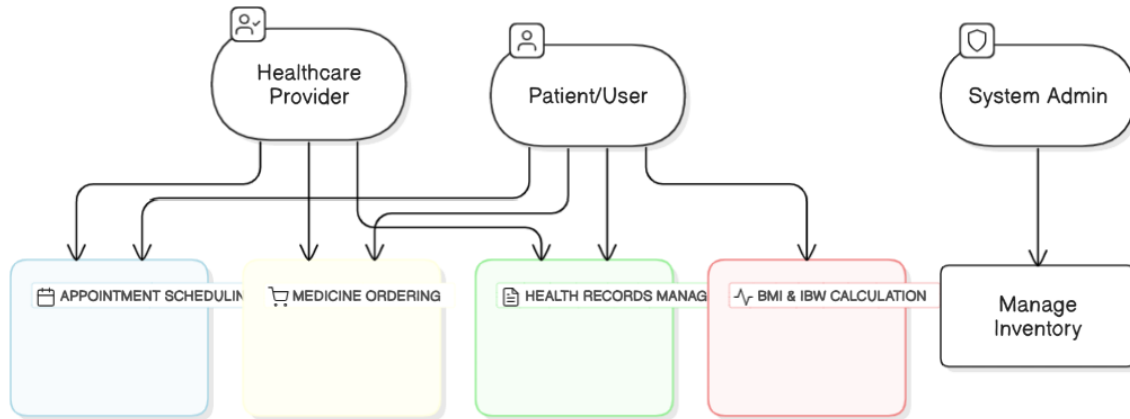 Healthcare
Provider
Patient/User
System Admin
APPOINTMENT SCHEDULIN
MEDICINE ORDERING
HEALTH RECORDS MANAG
BMI & IBW CALCULATION
Manage
Inventory